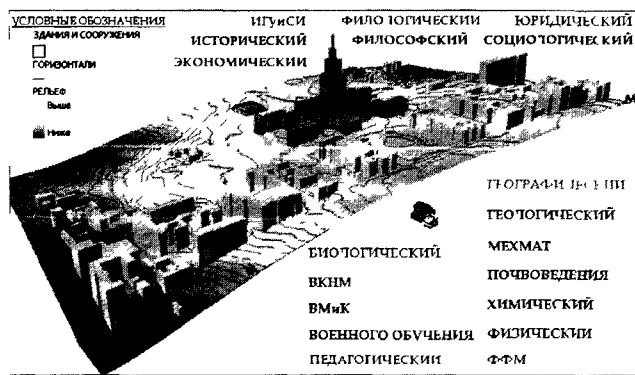 УСЛОВНЫЕ ОБОЗНАЧЕНИЯ
ЗДАНИЯ И СООРУЖЕНИЯ
ГОРИЗОНТАЛИ
РЕЛЬЕФ
Выше
Ниже
ИГУиСИ ФИЛОЛОГИЧЕСКИЙ ЮРИДИЧЕСКИЙ
ИСТОРИЧЕСКИЙ ФИЛОСОФСКИЙ СОЦИОЛОГИЧЕСКИЙ
ЭКОНОМИЧЕСКИЙ
ГЕОГРАФИЧЕСКИЙ
ГЕОЛОГИЧЕСКИЙ
МЕХМАТ
ПОЧВОВЕДЕНИЯ
ХИМИЧЕСКИЙ
ФИЗИЧЕСКИЙ
ФФМ
БИОЛОГИЧЕСКИЙ
ВКНМ
ВМиК
ВОЕННОГО ОБУЧЕНИЯ
ПЕДАГОГИЧЕСКИЙ